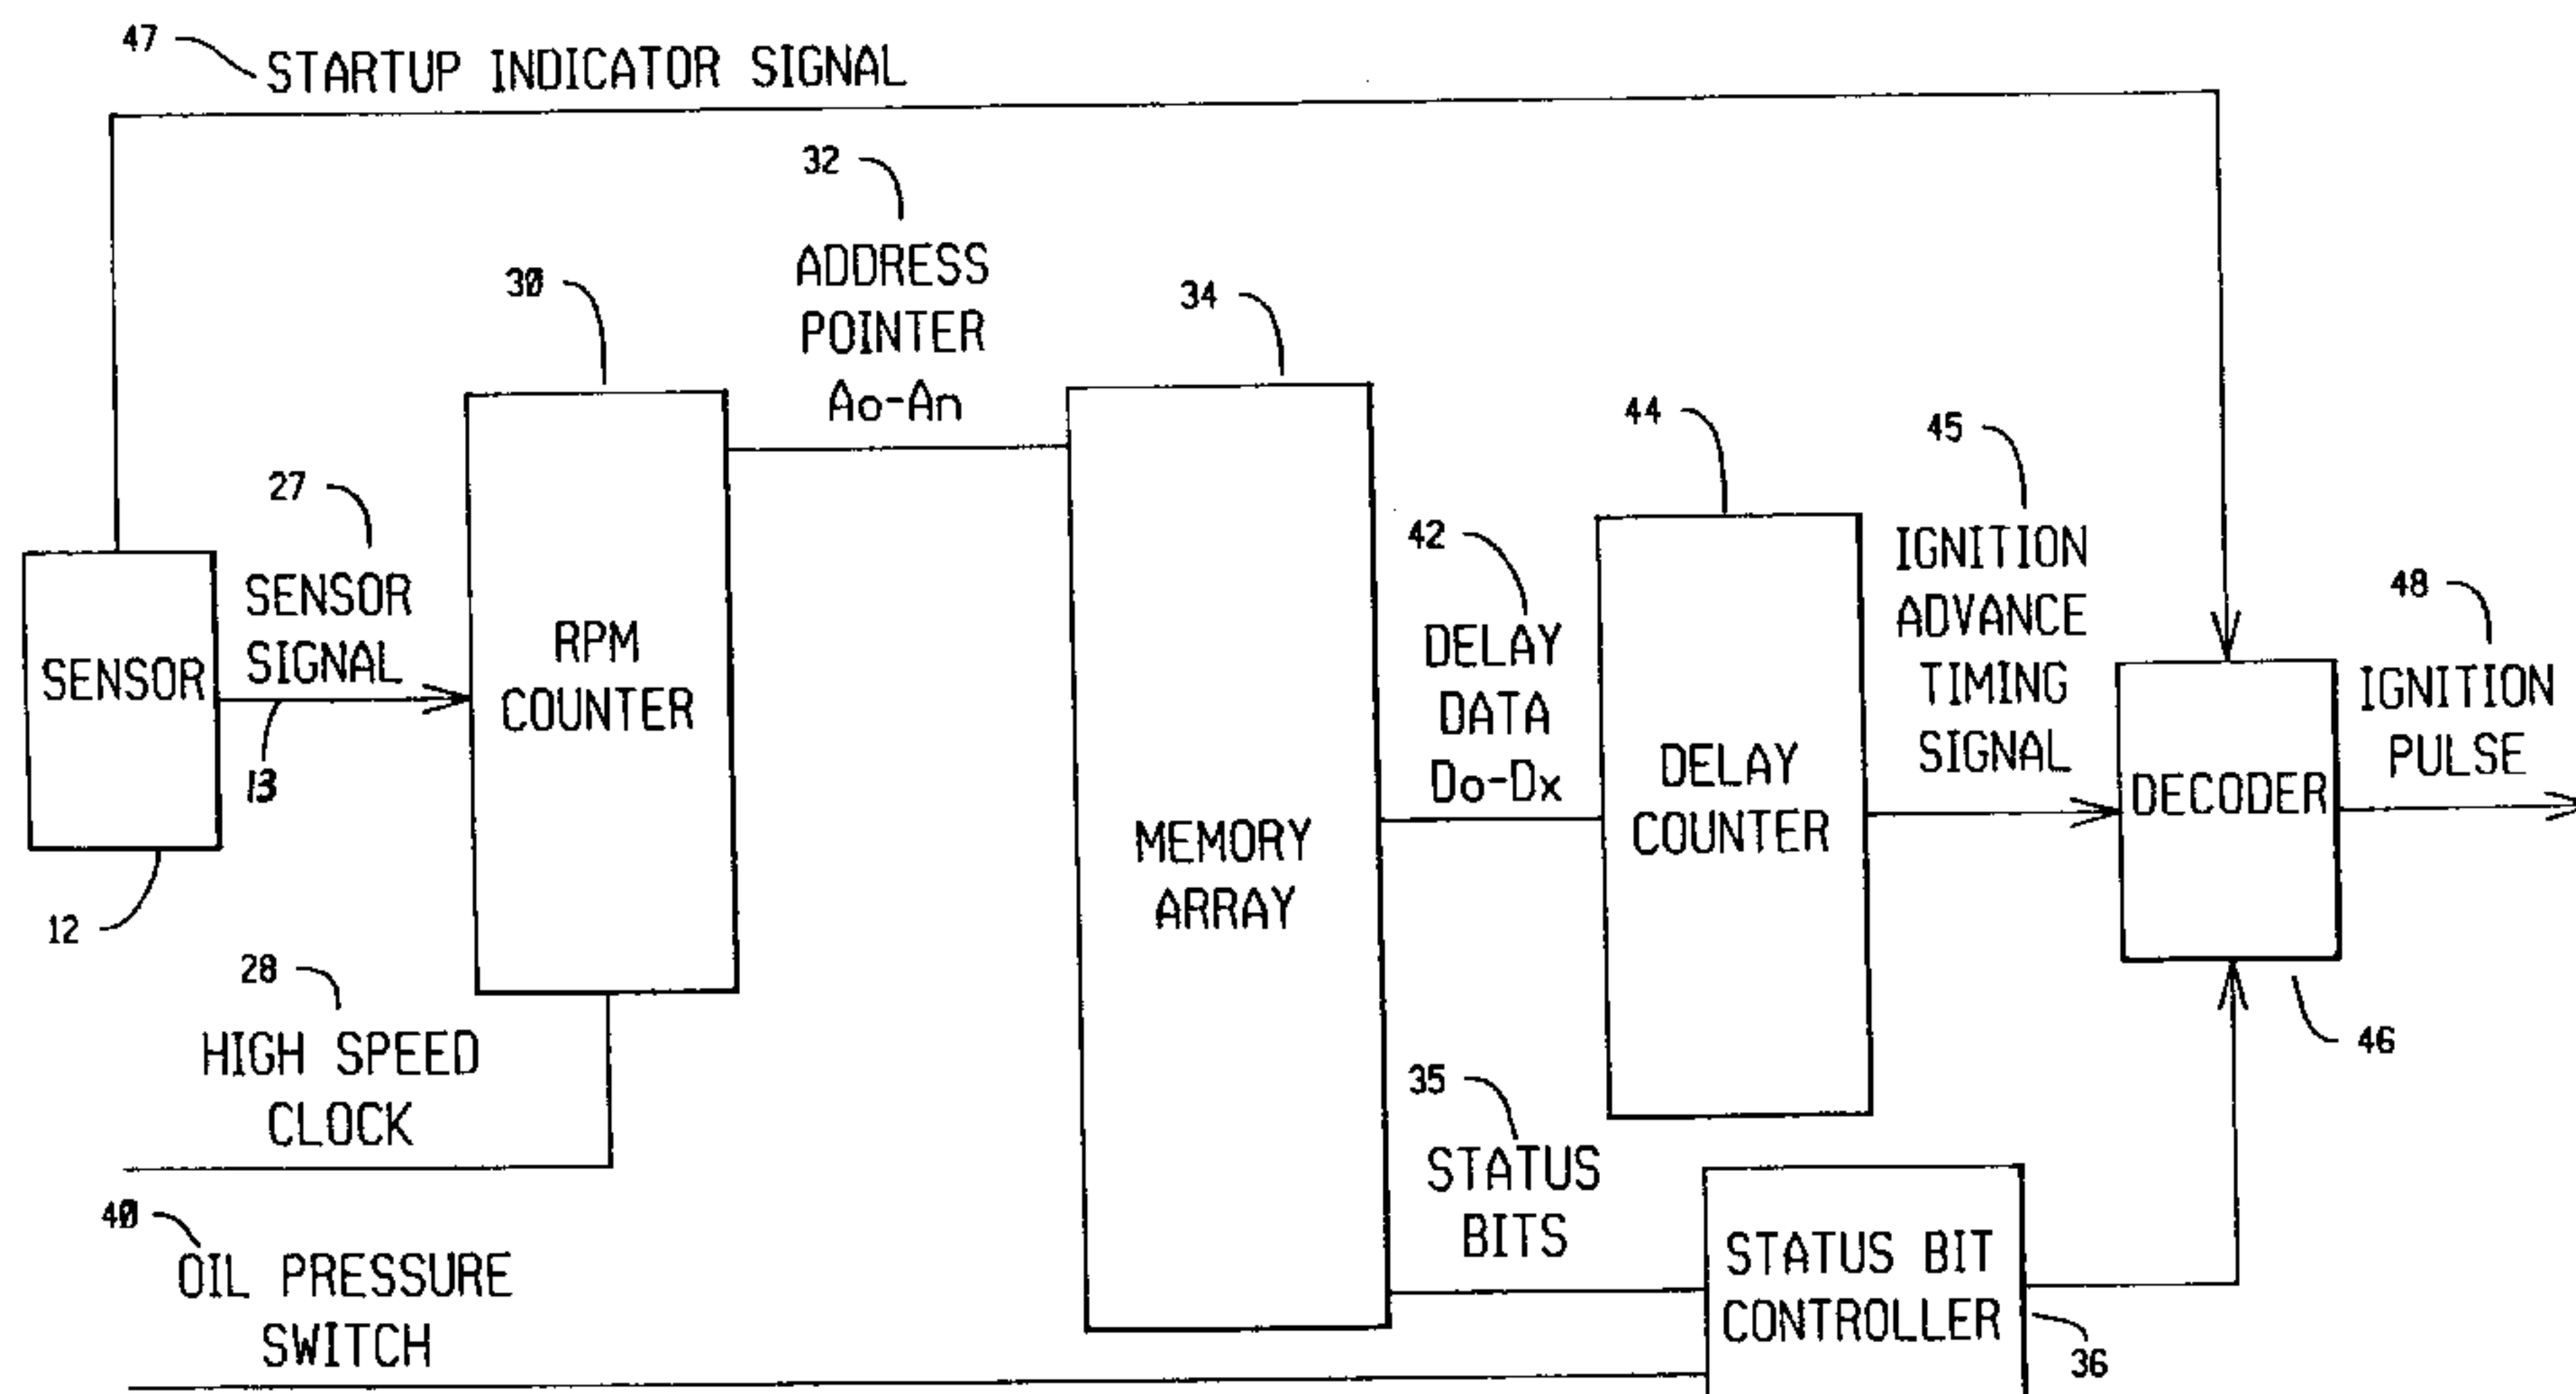 47
STARTUP INDICATOR SIGNAL
32
ADDRESS
POINTER
Ao-An
30
34
44
45
27
42
IGNITION
ADVANCE
TIMING
SIGNAL
48
SENSOR
SIGNAL
SENSOR
13
RPM
COUNTER
DELAY
DATA
Do-Dx
DELAY
COUNTER
DECODER
IGNITION
PULSE
MEMORY
ARRAY
12
28
HIGH SPEED
CLOCK
46
35
STATUS
BITS
40
OIL PRESSURE
SWITCH
STATUS BIT
CONTROLLER
36